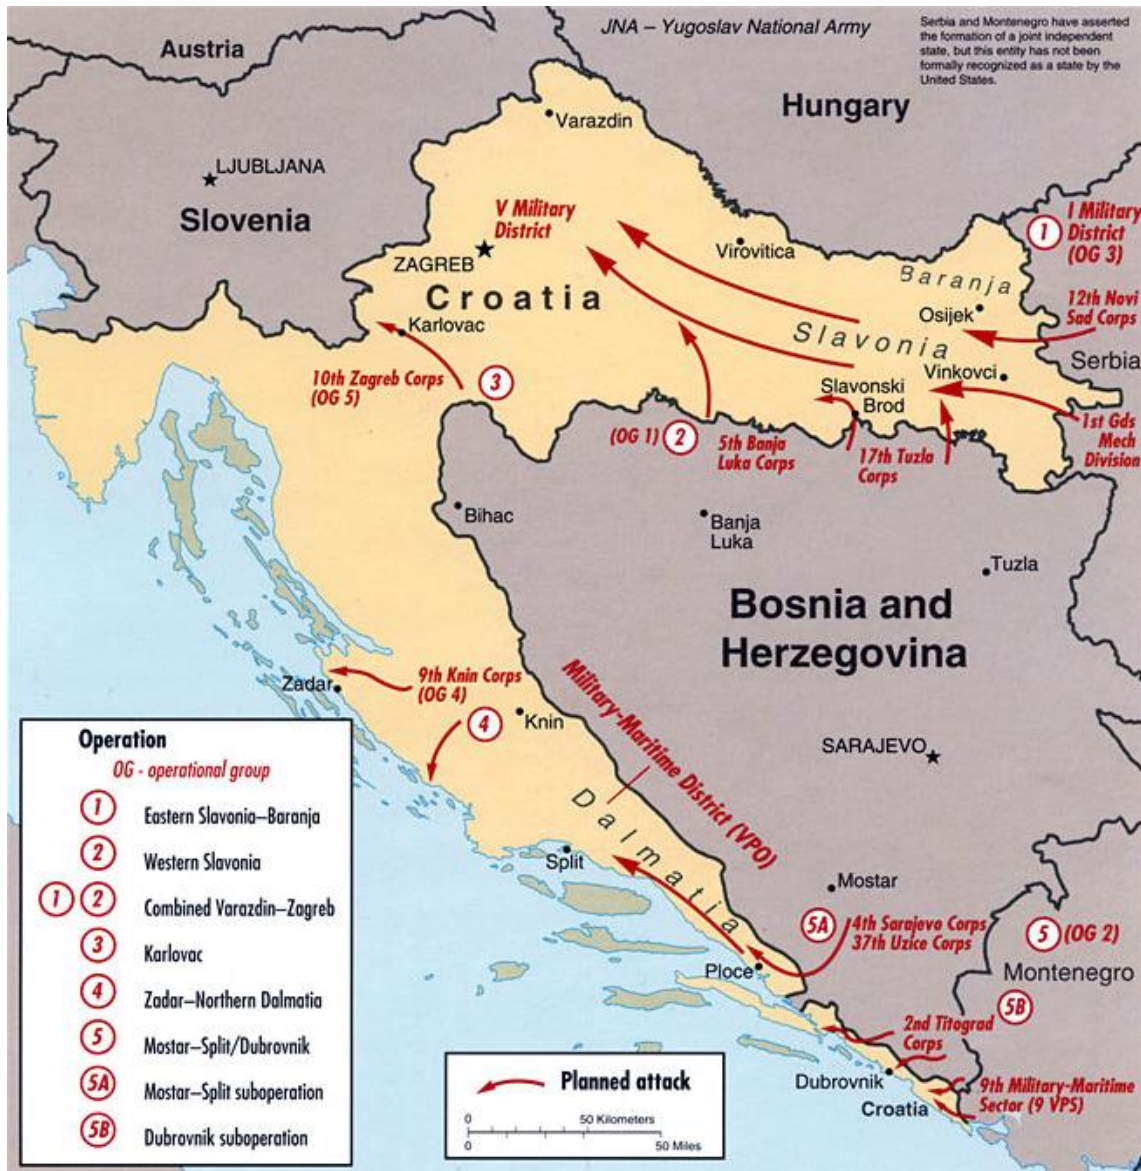 JNA – Yugoslav National Army
Serbia and Montenegro have asserted
the formation of a joint independent
state, but this entity has not been
formally recognized as a state by the
United States.
Austria
Hungary
Varazdin
LJUBLJANA
Slovenia
V Military
District
ZAGREB
Croatia
Virovitica
1
I Military
District
(OG 3)
Baranja
Osijek
12th Novi
Sad Corps
Slavonia
Serbia
Karlovac
Vinkovci
Slavonski
Brod
10th Zagreb Corps
(OG 5)
3
(OG 1)
2
5th Banja
Luka Corps
17th Tuzla
Corps
1st Gds
Mech
Division
Bihac
Banja
Luka
Tuzla
Bosnia and
Herzegovina
Zadar
9th Knin Corps
(OG 4)
4
Knin
Military-Maritime District (VPO)
SARAJEVO
Dalmatia
Split
Mostar
5A
4th Sarajevo Corps
37th Uzice Corps
5
(OG 2)
Montenegro
Ploce
5B
2nd Titograd
Corps
Dubrovnik
Croatia
9th Military-Maritime
Sector (9 VPS)
Operation
OG - operational group
1 Eastern Slavonia–Baranja
2 Western Slavonia
1 2 Combined Varazdin–Zagreb
3 Karlovac
4 Zadar–Northern Dalmatia
5 Mostar–Split/Dubrovnik
5A Mostar–Split suboperation
5B Dubrovnik suboperation
Planned attack
0 50 Kilometers
0 50 Miles